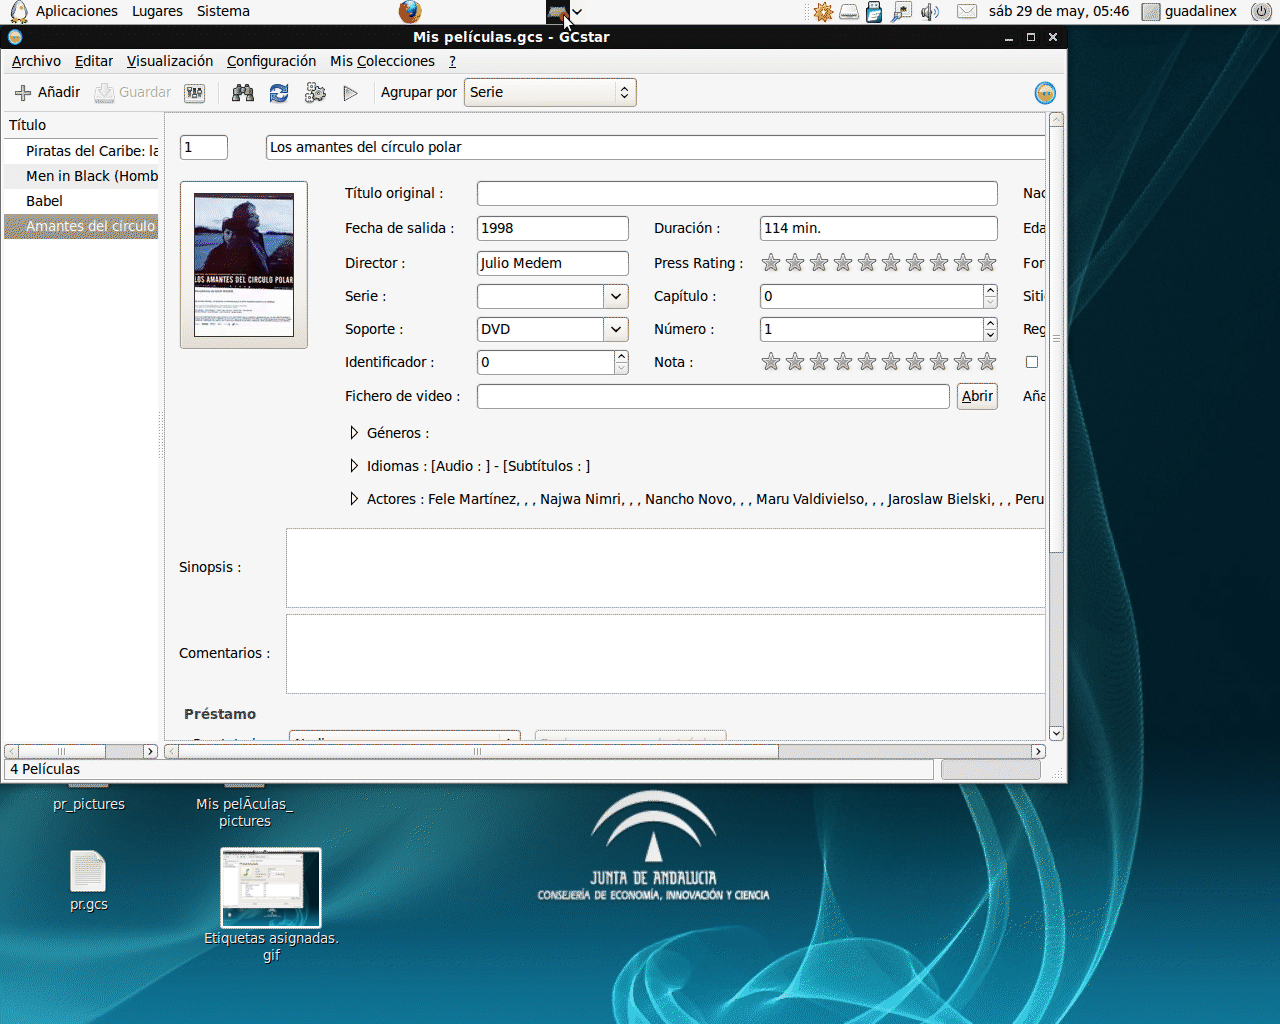 Aplicaciones Lugares Sistema
sáb 29 de may, 05:46 guadalinex
Mis películas.gcs - GCstar
Archivo Editar Visualización Configuración Mis Colecciones ?
Añadir Guardar Agrupar por Serie
Título
Piratas del Caribe: la
Men in Black (Homb
Babel
Amantes del círculo
1 Los amantes del círculo polar
LOS AMANTES DEL CIRCULO POLAR
Título original : Nac
Fecha de salida : 1998 Duración : 114 min. Eda
Director : Julio Medem Press Rating : For
Serie : Capítulo : 0 Siti
Soporte : DVD Número : 1 Reg
Identificador : 0 Nota :
Fichero de video : Abrir Aña
Géneros :
Idiomas : [Audio : ] - [Subtítulos : ]
Actores : Fele Martínez, , , Najwa Nimri, , , Nancho Novo, , , Maru Valdivielso, , , Jaroslaw Bielski, , , Peru
Sinopsis :
Comentarios :
Préstamo
4 Películas
pr_pictures
Mis pelÃculas_
pictures
pr.gcs
Etiquetas asignadas.
gif
JUNTA DE ANDALUCIA
CONSEJERÍA DE ECONOMÍA, INNOVACIÓN Y CIENCIA